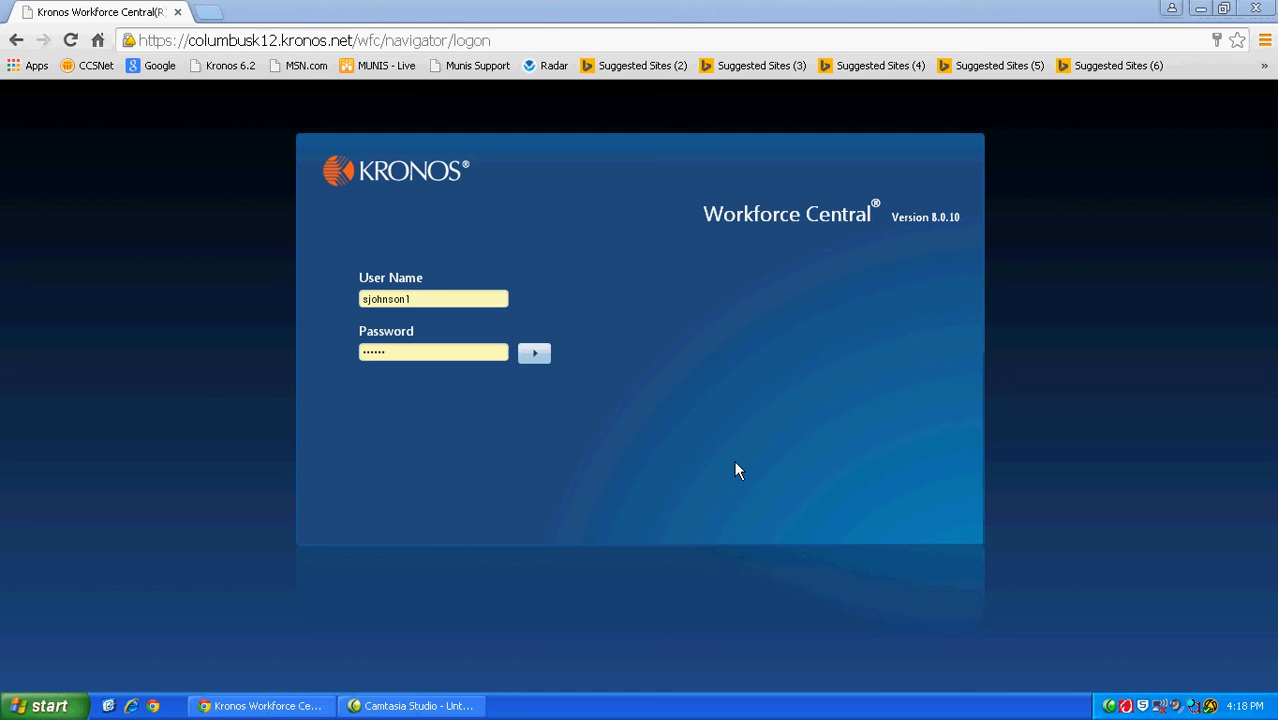 Kronos Workforce Central(R
https://columbusk12.kronos.net/wfc/navigator/logon
Apps CCSNet Google Kronos 6.2 MSN.com MUNIS - Live Munis Support Radar Suggested Sites (2) Suggested Sites (3) Suggested Sites (4) Suggested Sites (5) Suggested Sites (6) »
KRONOS®
Workforce Central® Version 8.0.10
User Name
sjohnson1
Password
••••••
start Kronos Workforce Ce... Camtasia Studio - Unt... 4:18 PM